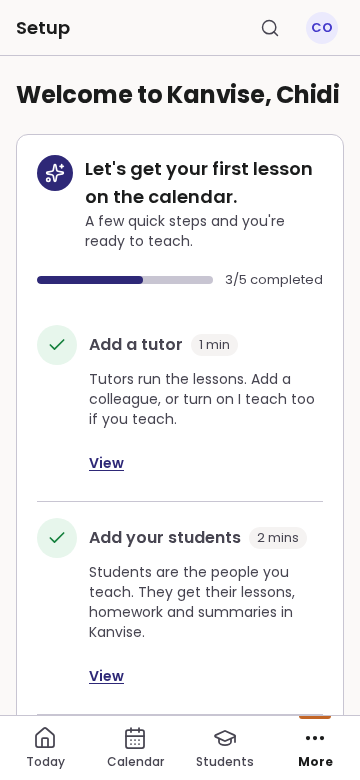 Setup
CO
Welcome to Kanvise, Chidi
Let's get your first lesson
on the calendar.
A few quick steps and you're
ready to teach.
3/5 completed
Add a tutor
1 min
Tutors run the lessons. Add a
colleague, or turn on I teach too
if you teach.
View
Add your students
2 mins
Students are the people you
teach. They get their lessons,
homework and summaries in
Kanvise.
View
Today
Calendar
Students
More